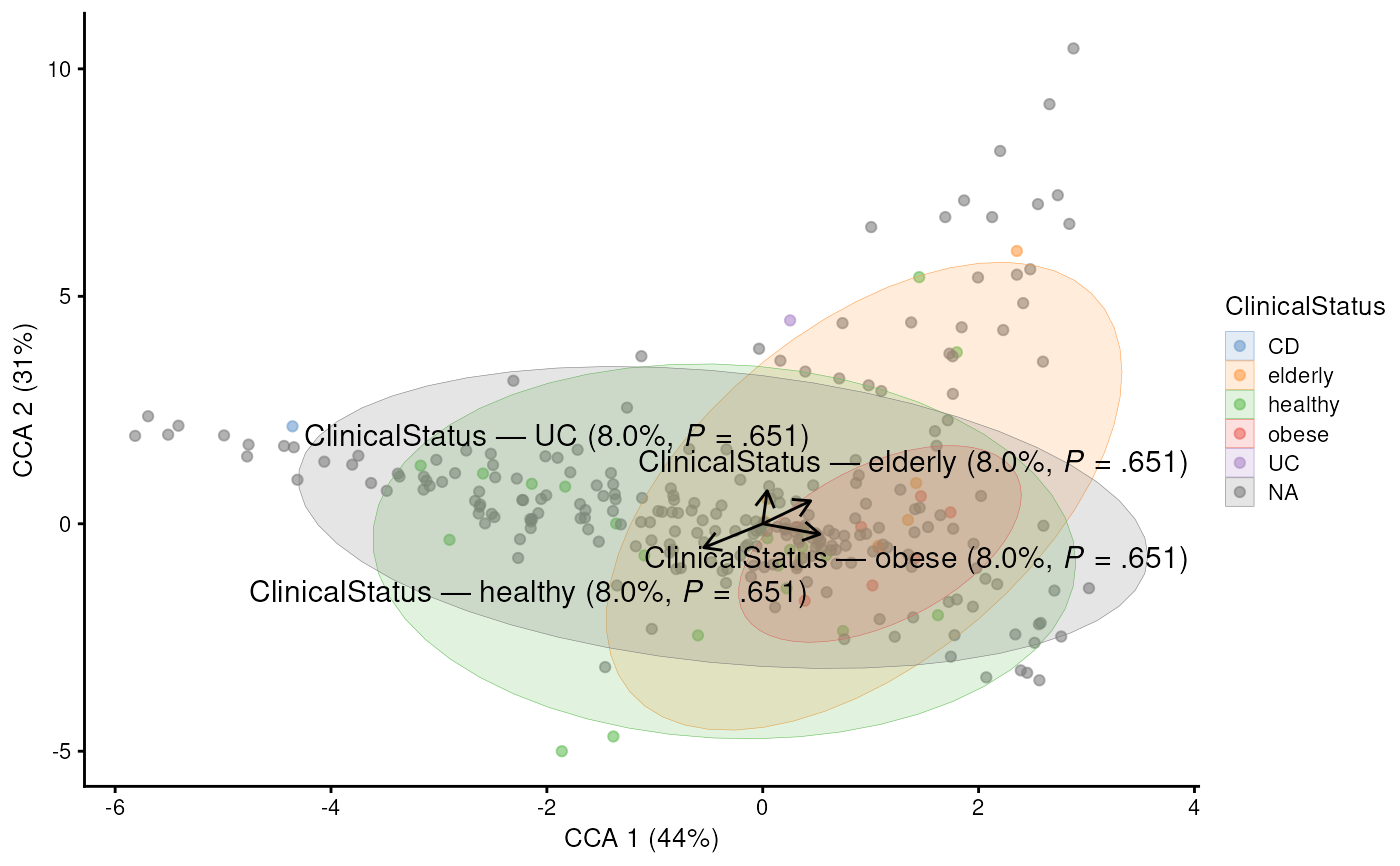 10
5
0
-5
-6
-4
-2
0
2
4
CCA 2 (31%)
CCA 1 (44%)
ClinicalStatus — UC (8.0%, P = .651)
ClinicalStatus — elderly (8.0%, P = .651)
ClinicalStatus — obese (8.0%, P = .651)
ClinicalStatus — healthy (8.0%, P = .651)
ClinicalStatus
CD
elderly
healthy
obese
UC
NA